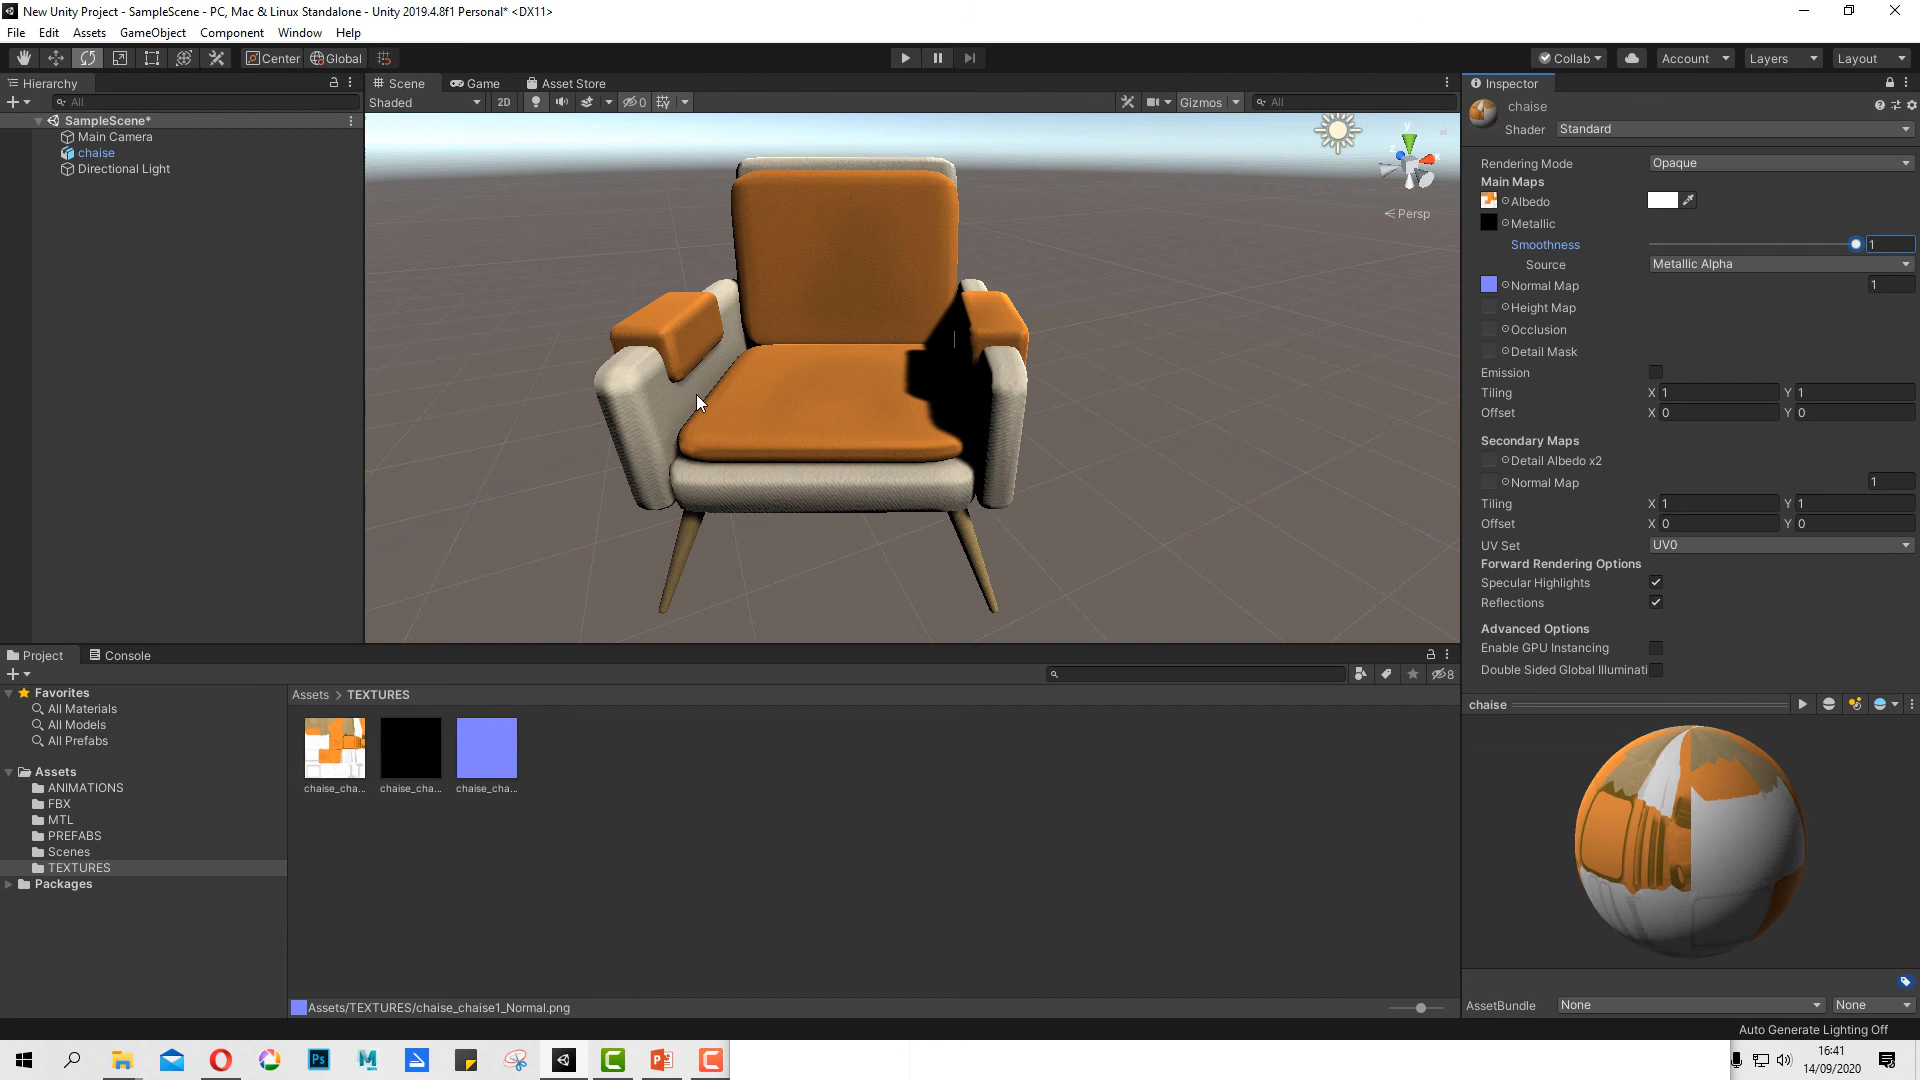 New Unity Project - SampleScene - PC, Mac & Linux Standalone - Unity 2019.4.8f1 Personal* <DX11>
File Edit Assets GameObject Component Window Help
Center Global Collab Account Layers Layout
Hierarchy Scene Game Asset Store Inspector
All Shaded 2D 0 Gizmos All chaise
SampleScene* Shader Standard
Main Camera
chaise
Directional Light
Persp
Rendering Mode Opaque
Main Maps
Albedo
Metallic
Smoothness 1
Source Metallic Alpha
Normal Map 1
Height Map
Occlusion
Detail Mask
Emission
Tiling X 1 Y 1
Offset X 0 Y 0
Secondary Maps
Detail Albedo x2
Normal Map 1
Tiling X 1 Y 1
Offset X 0 Y 0
UV Set UV0
Forward Rendering Options
Specular Highlights
Reflections
Advanced Options
Enable GPU Instancing
Double Sided Global Illuminati
chaise
Project Console
8
Favorites
All Materials
All Models
All Prefabs
Assets
ANIMATIONS
FBX
MTL
PREFABS
Scenes
TEXTURES
Packages
Assets > TEXTURES
chaise_cha... chaise_cha... chaise_cha...
Assets/TEXTURES/chaise_chaise1_Normal.png
AssetBundle None None
Auto Generate Lighting Off
16:41
14/09/2020